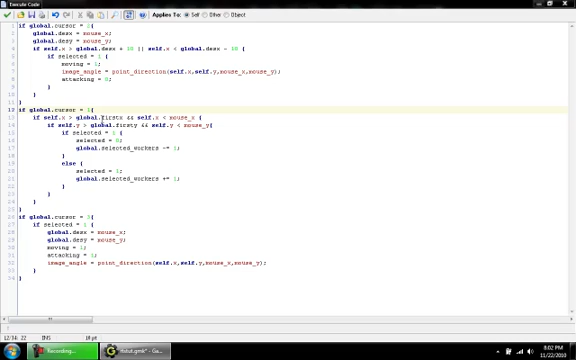 Execute Code
Applies To: Self Other Object
1 if global.cursor = 2{
2 global.desx = mouse_x;
3 global.desy = mouse_y;
4 if self.x > global.desx + 10 || self.x < global.desx - 10 {
5 if selected = 1 {
6 moving = 1;
7 image_angle = point_direction(self.x,self.y,mouse_x,mouse_y);
8 attacking = 0;
9 }
10 }
11 }
12 if global.cursor = 1{
13 if self.x > global.firstx && self.x < mouse_x {
14 if self.y > global.firsty && self.y < mouse_y{
15 if selected = 1 {
16 selected = 0;
17 global.selected_workers -= 1;
18 }
19 else {
20 selected = 1;
21 global.selected_workers += 1;
22 }
23 }
24 }
25 }
26 if global.cursor = 3{
27 if selected = 1 {
28 global.desx = mouse_x;
29 global.desy = mouse_y;
30 moving = 1;
31 attacking = 1;
32 image_angle = point_direction(self.x,self.y,mouse_x,mouse_y);
33 }
34 }
12/34: 22 INS 10 pt
Recording...
rtstut.gmk* - Ga...
8:02 PM
11/22/2010